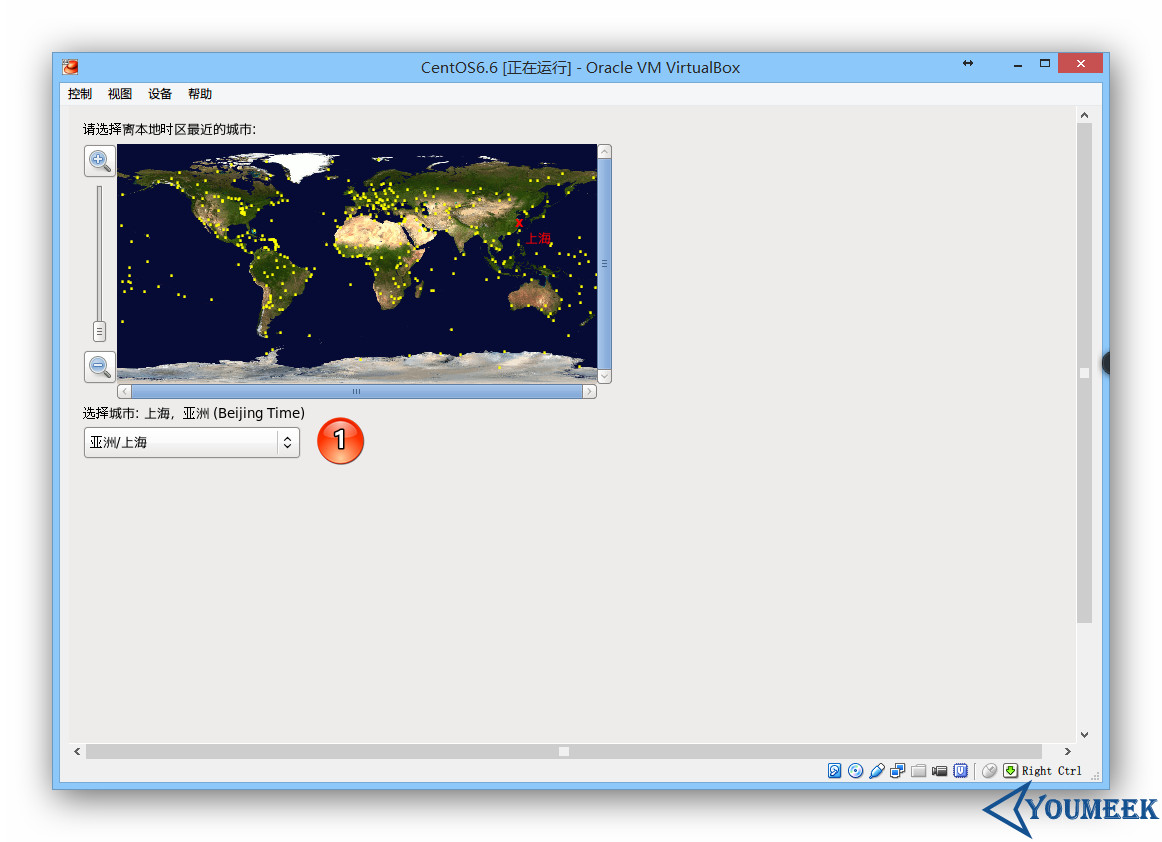 CentOS6.6 [正在运行] - Oracle VM VirtualBox
控制 视图 设备 帮助
请选择离本地时区最近的城市:
上海
选择城市: 上海, 亚洲 (Beijing Time)
亚洲/上海
1
Right Ctrl
YOUMEEK